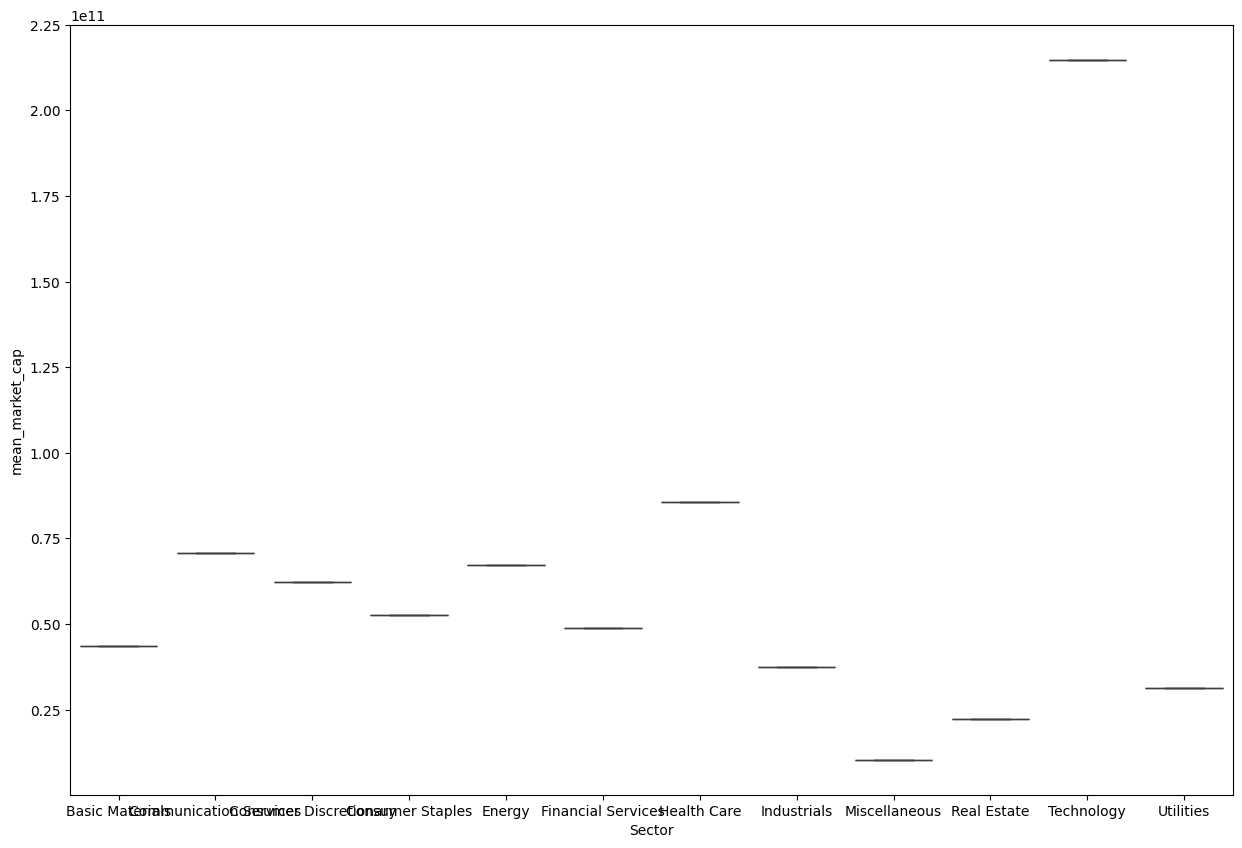 1e11
2.25
2.00
1.75
1.50
1.25
1.00
0.75
0.50
0.25
mean_market_cap
Basic Materials Communication Services Consumer Discretionary Consumer Staples Energy Financial Services Health Care Industrials Miscellaneous Real Estate Technology Utilities
Sector